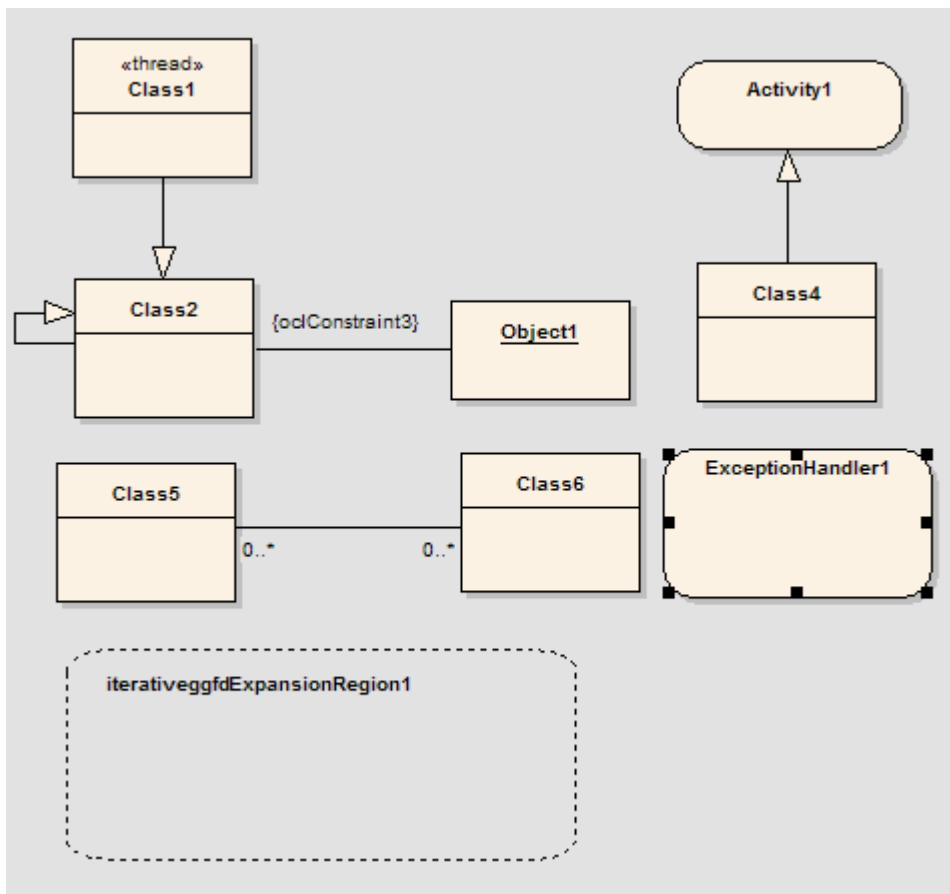 «thread»
Class1
Activity1
Class2
{oclConstraint3}
Object1
Class4
Class5
Class6
ExceptionHandler1
0..*
0..*
iterativeggfdExpansionRegion1